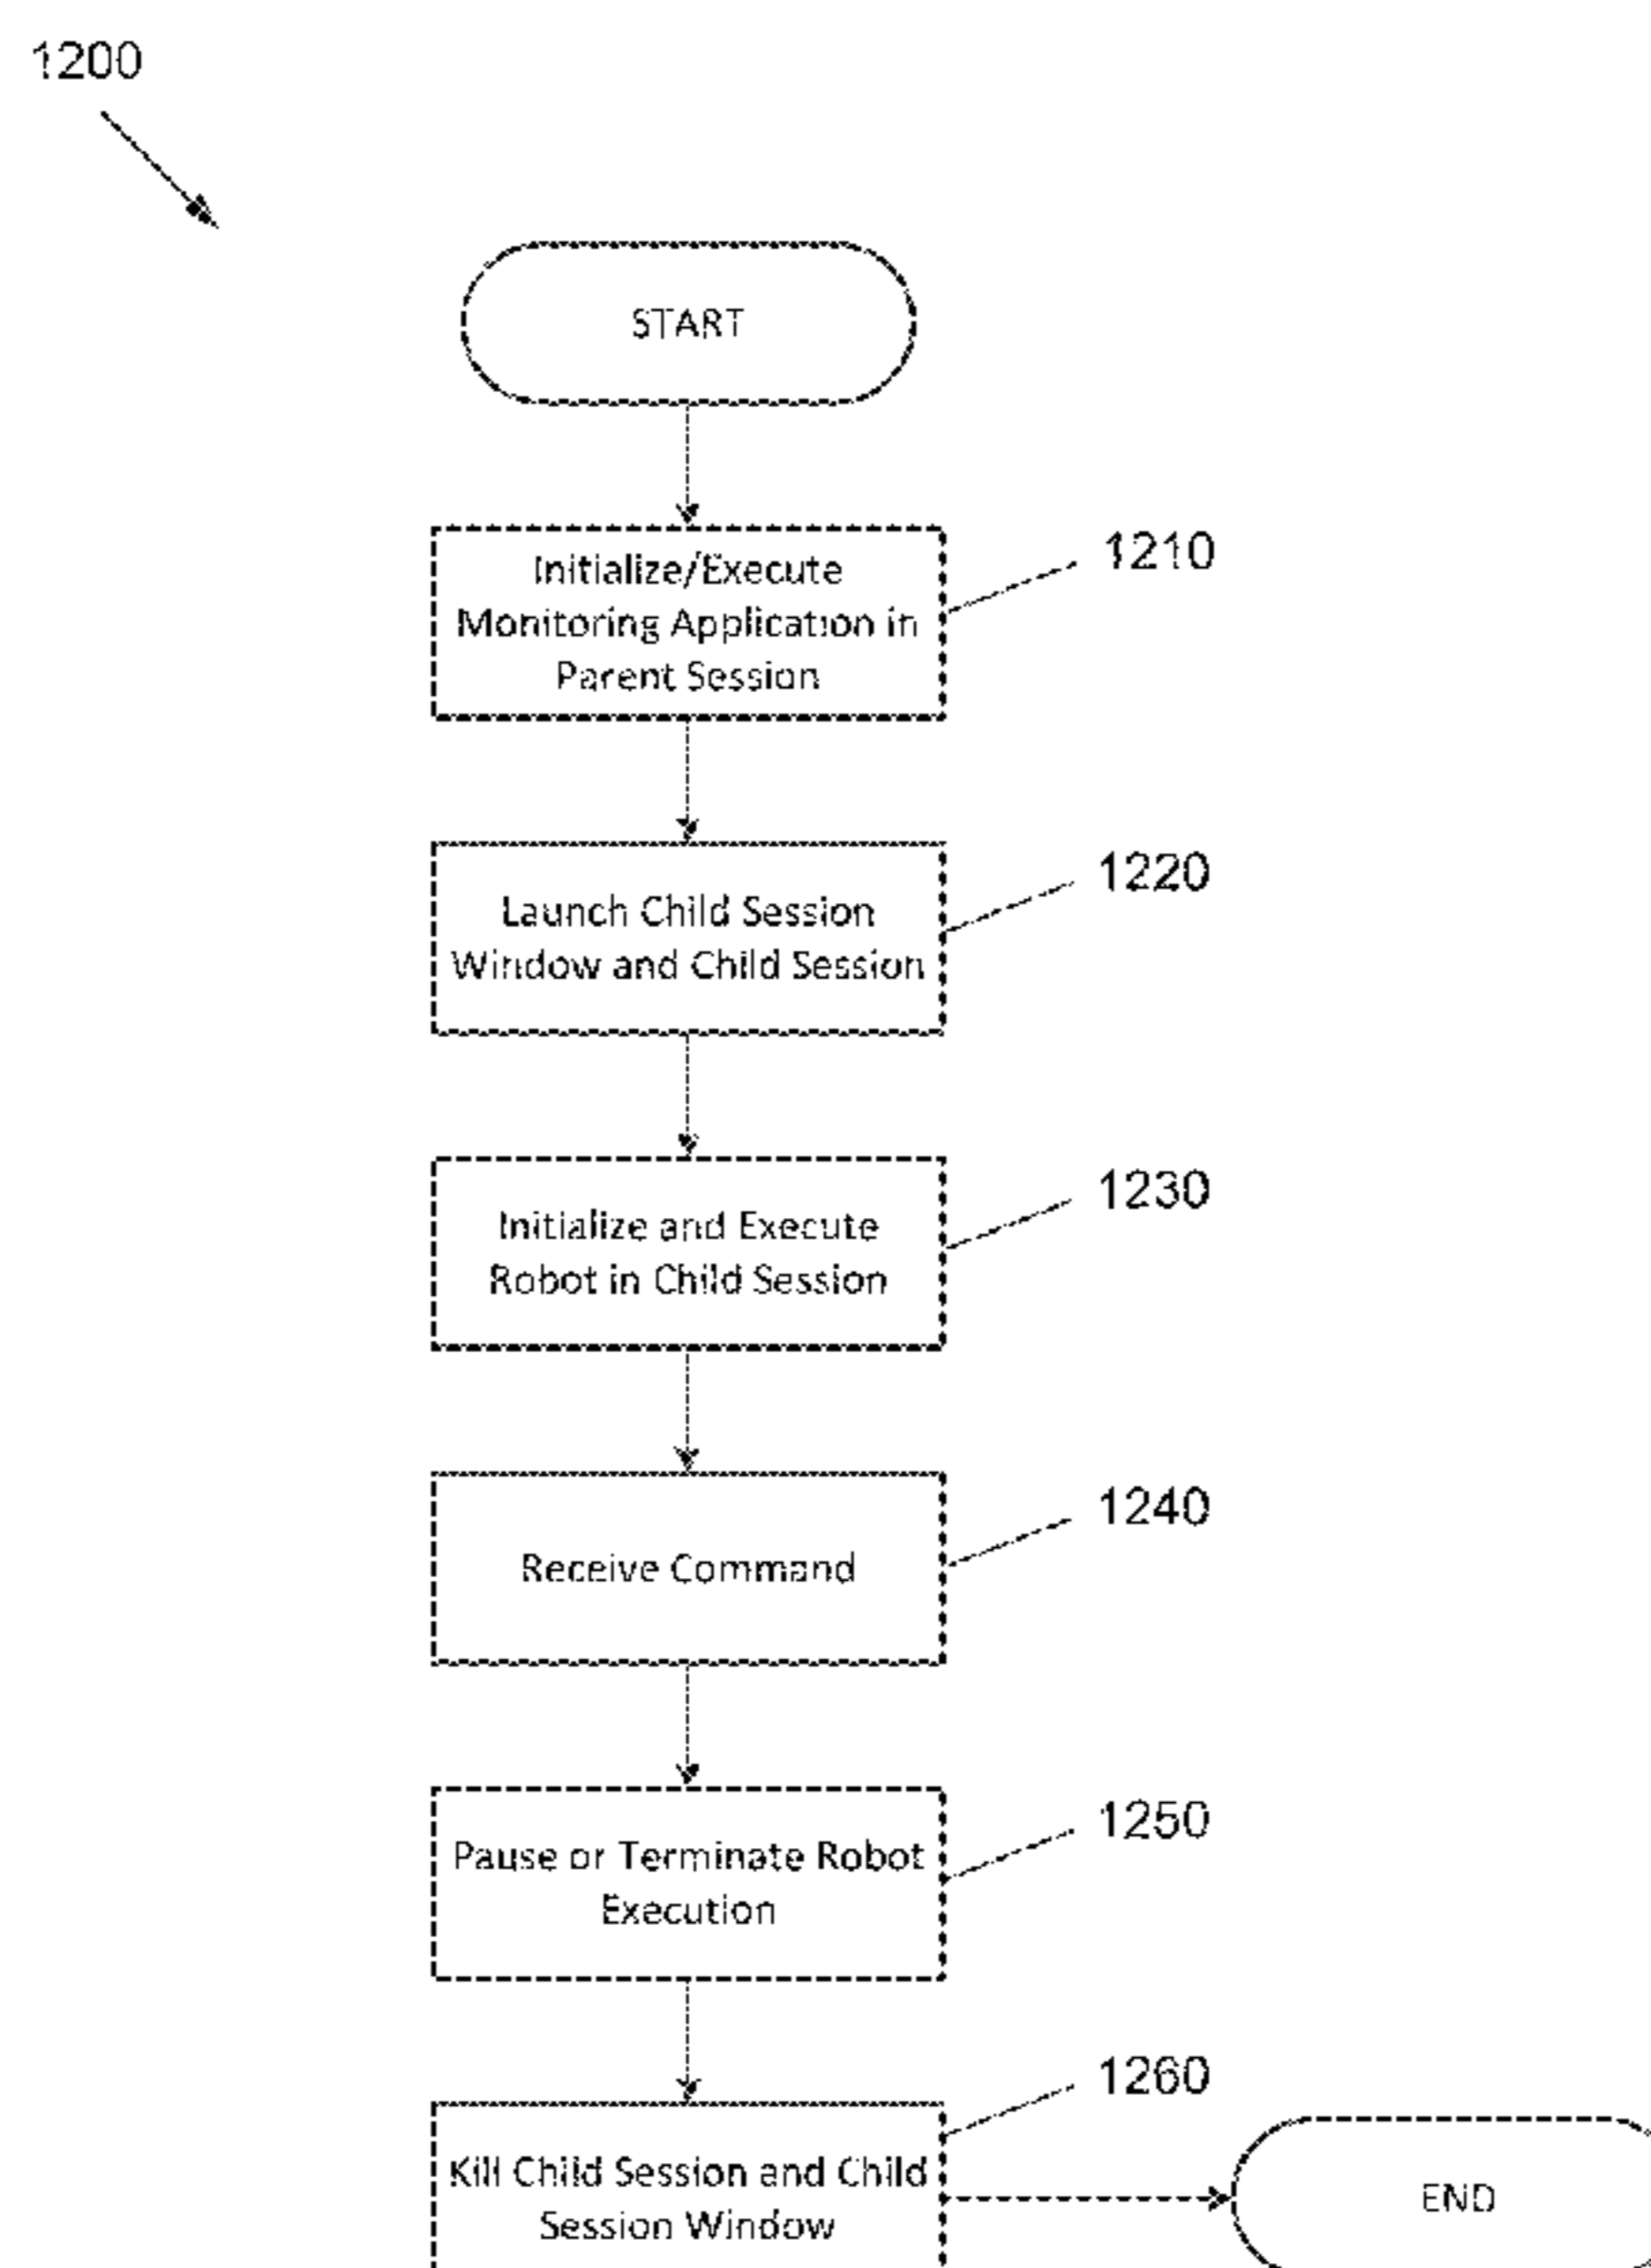 1200
START
Initialize/Execute
Monitoring Application in
Parent Session
1210
Launch Child Session
Window and Child Session
1220
Initialize and Execute
Robot in Child Session
1230
Receive Command
1240
Pause or Terminate Robot
Execution
1250
Kill Child Session and Child
Session Window
1260
END